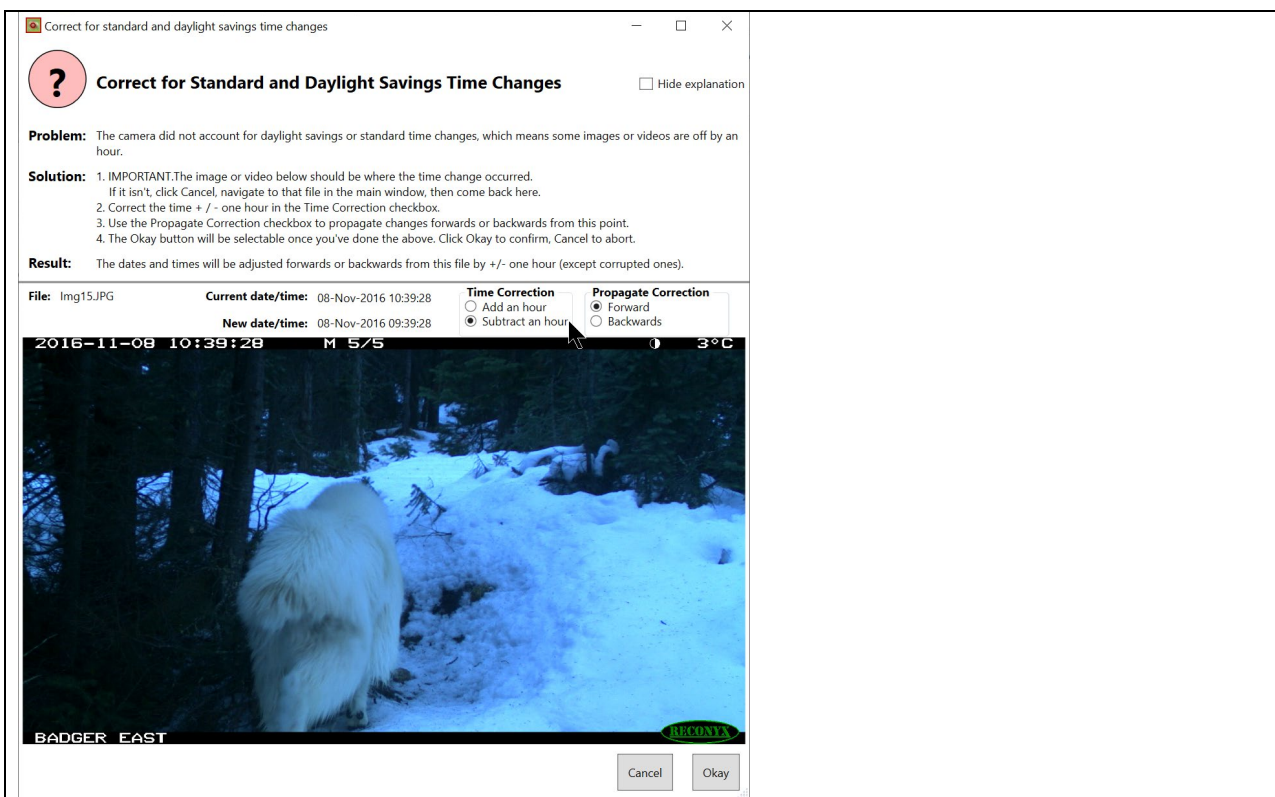 Correct for standard and daylight savings time changes
?
Correct for Standard and Daylight Savings Time Changes
Hide explanation
Problem: The camera did not account for daylight savings or standard time changes, which means some images or videos are off by an
hour.
Solution: 1. IMPORTANT.The image or video below should be where the time change occurred.
If it isn't, click Cancel, navigate to that file in the main window, then come back here.
2. Correct the time + / - one hour in the Time Correction checkbox.
3. Use the Propagate Correction checkbox to propagate changes forwards or backwards from this point.
4. The Okay button will be selectable once you've done the above. Click Okay to confirm, Cancel to abort.
Result: The dates and times will be adjusted forwards or backwards from this file by +/- one hour (except corrupted ones).
File: Img15.JPG
Current date/time: 08-Nov-2016 10:39:28
New date/time: 08-Nov-2016 09:39:28
Time Correction
Add an hour
Subtract an hour
Propagate Correction
Forward
Backwards
2016-11-08 10:39:28 M 5/5 3°C
BADGER EAST RECONYX
Cancel Okay